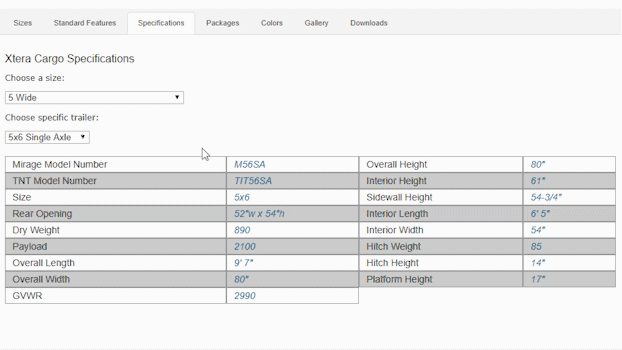 Sizes Standard Features Specifications Packages Colors Gallery Downloads
Xtera Cargo Specifications
Choose a size:
5 Wide
Choose specific trailer:
5x6 Single Axle
Mirage Model Number M56SA Overall Height 80"
TNT Model Number TIT56SA Interior Height 61"
Size 5x6 Sidewall Height 54-3/4"
Rear Opening 52"w x 54"h Interior Length 6' 5"
Dry Weight 890 Interior Width 54"
Payload 2100 Hitch Weight 85
Overall Length 9' 7" Hitch Height 14"
Overall Width 80" Platform Height 17"
GVWR 2990